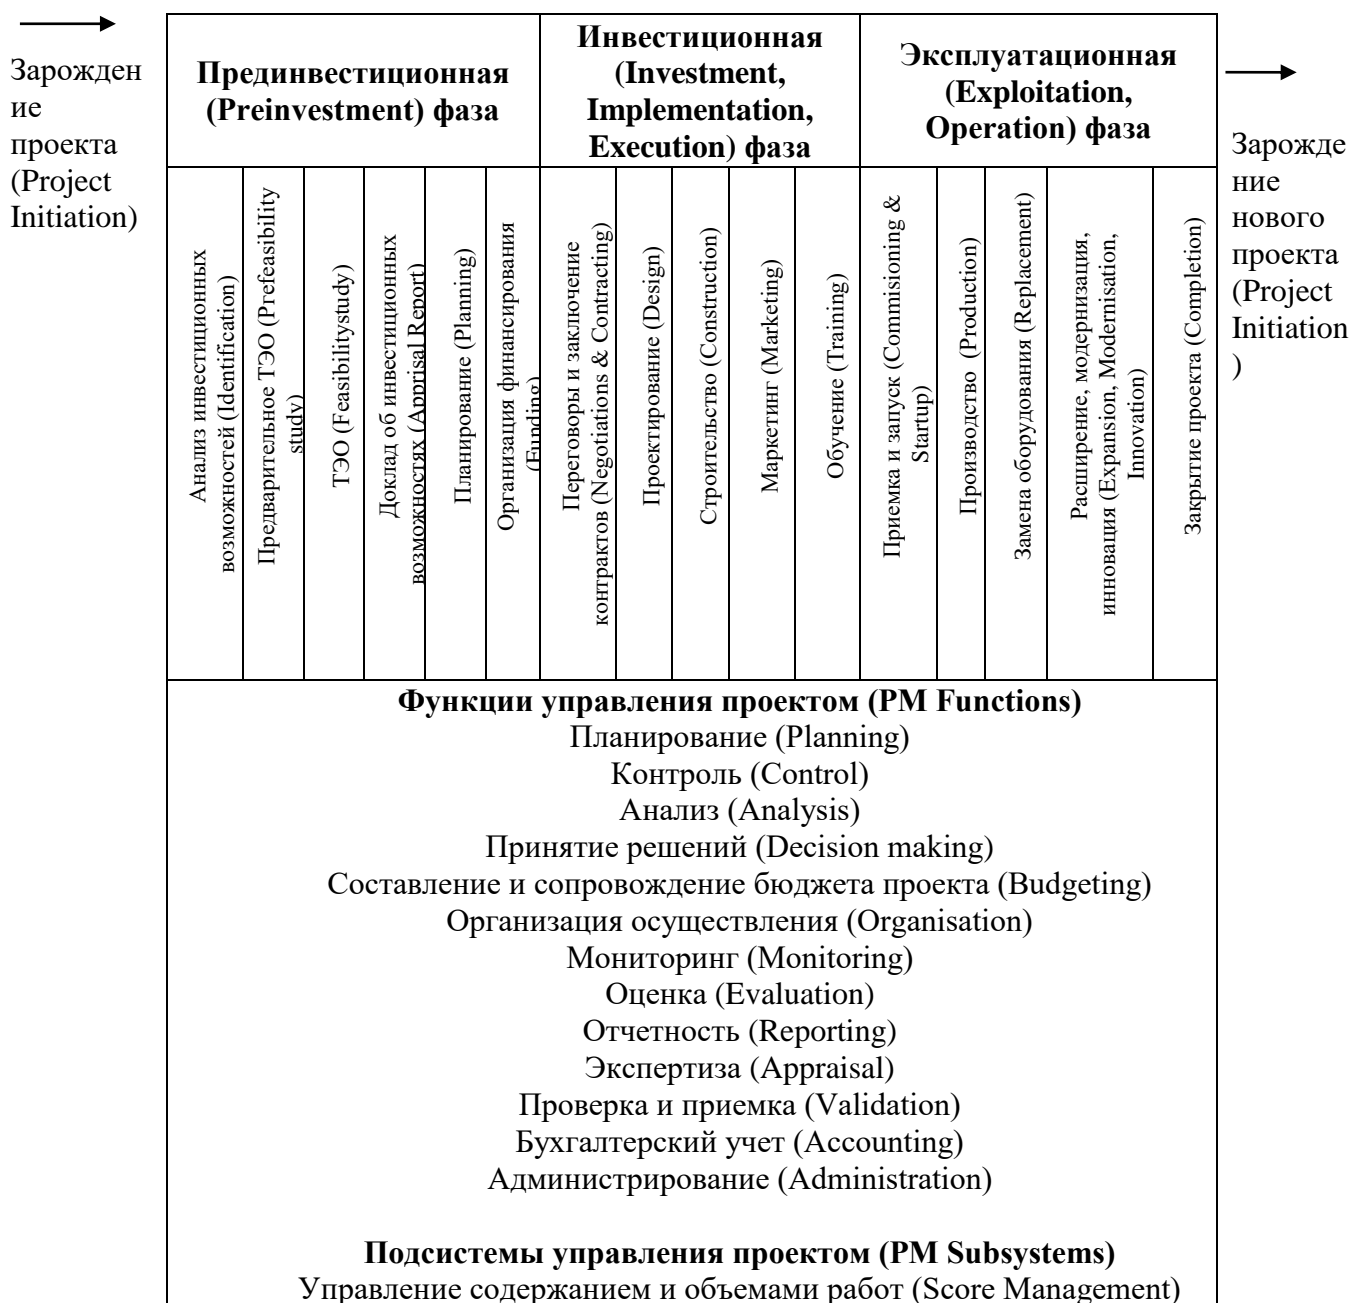 Зарожден
ие
проекта
(Project
Initiation)
Прединвестиционная
(Preinvestment) фаза
Инвестиционная
(Investment,
Implementation,
Execution) фаза
Эксплуатационная
(Exploitation,
Operation) фаза
Зарожде
ние
нового
проекта
(Project
Initiation
)
Анализ инвестиционных
возможностей (Identification)
Предварительное ТЭО (Prefeasibility
study)
ТЭО (Feasibilitystudy)
Доклад об инвестиционных
возможностях (Aprisal Report)
Планирование (Planning)
Организация финансирования
(Funding)
Переговоры и заключение
контрактов (Negotiations & Contracting)
Проектирование (Design)
Строительство (Construction)
Маркетинг (Marketing)
Обучение (Training)
Приемка и запуск (Commisioning &
Startup)
Производство (Production)
Замена оборудования (Replacement)
Расширение, модернизация,
инновация (Expansion, Modernisation,
Innovation)
Закрытие проекта (Completion)
Функции управления проектом (PM Functions)
Планирование (Planning)
Контроль (Control)
Анализ (Analysis)
Принятие решений (Decision making)
Составление и сопровождение бюджета проекта (Budgeting)
Организация осуществления (Organisation)
Мониторинг (Monitoring)
Оценка (Evaluation)
Отчетность (Reporting)
Экспертиза (Appraisal)
Проверка и приемка (Validation)
Бухгалтерский учет (Accounting)
Администрирование (Administration)
Подсистемы управления проектом (PM Subsystems)
Управление содержанием и объемами работ (Score Management)